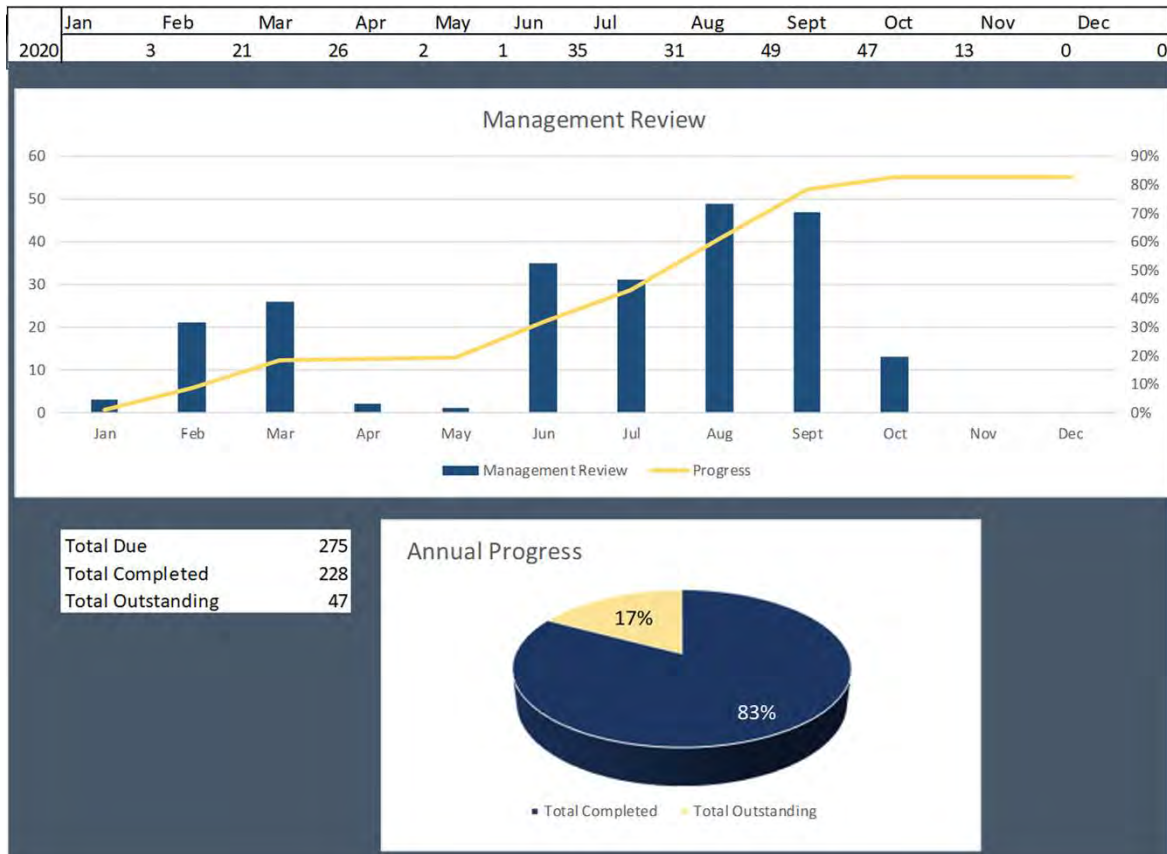 Jan Feb Mar Apr May Jun Jul Aug Sept Oct Nov Dec
2020 3 21 26 2 1 35 31 49 47 13 0 0
Management Review
60 90%
50 80%
40 70%
30 60%
20 50%
10 40%
0 30%
20%
10%
0%
Jan Feb Mar Apr May Jun Jul Aug Sept Oct Nov Dec
Management Review Progress
Total Due 275
Total Completed 228
Total Outstanding 47
Annual Progress
17%
83%
Total Completed Total Outstanding